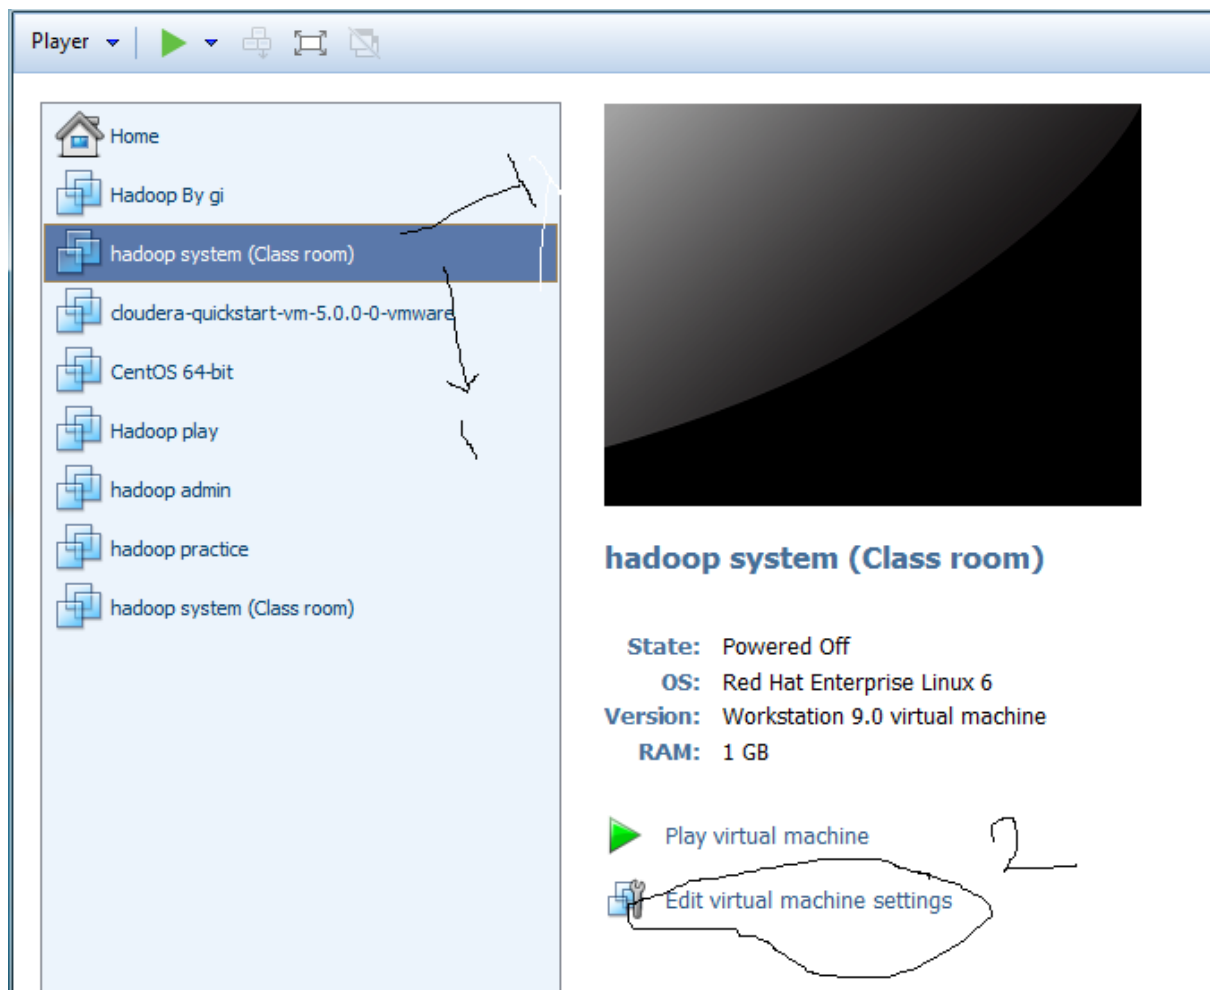 Player
Home
Hadoop By gi
hadoop system (Class room)
cloudera-quickstart-vm-5.0.0-0-vmware
CentOS 64-bit
Hadoop play
hadoop admin
hadoop practice
hadoop system (Class room)
hadoop system (Class room)
State: Powered Off
OS: Red Hat Enterprise Linux 6
Version: Workstation 9.0 virtual machine
RAM: 1 GB
Play virtual machine
2
Edit virtual machine settings